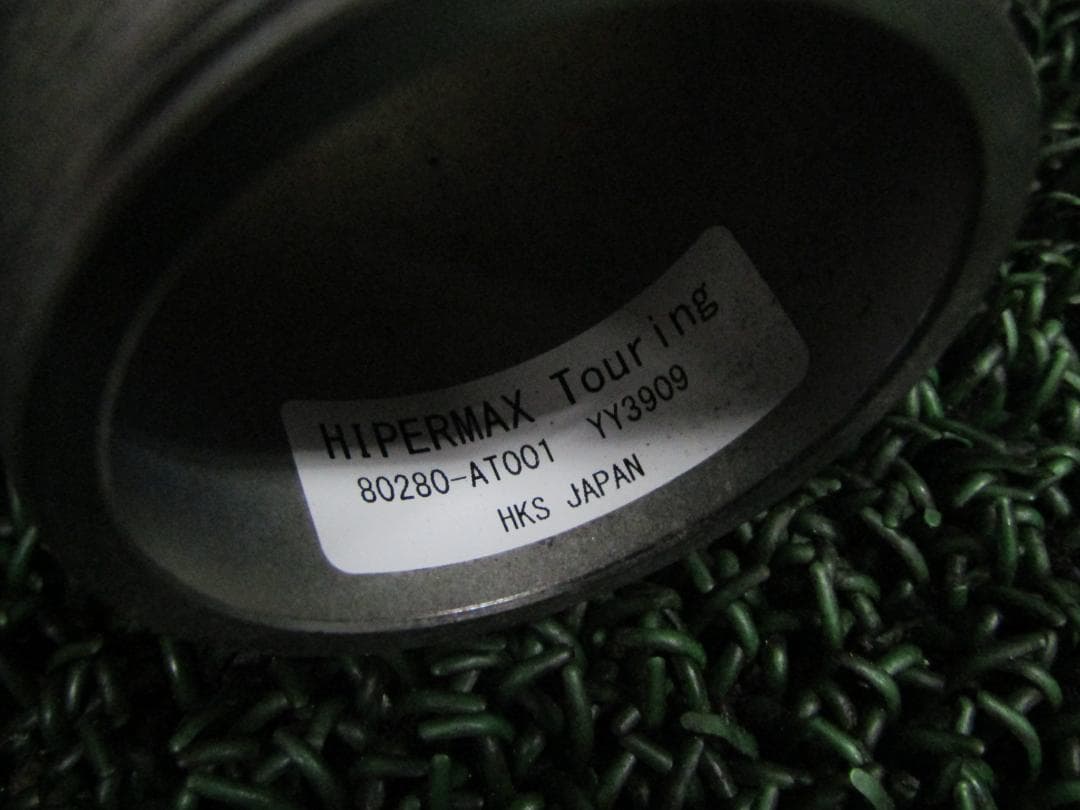 HIPERMAX Touring
80280-AT001 YY3909
HKS JAPAN